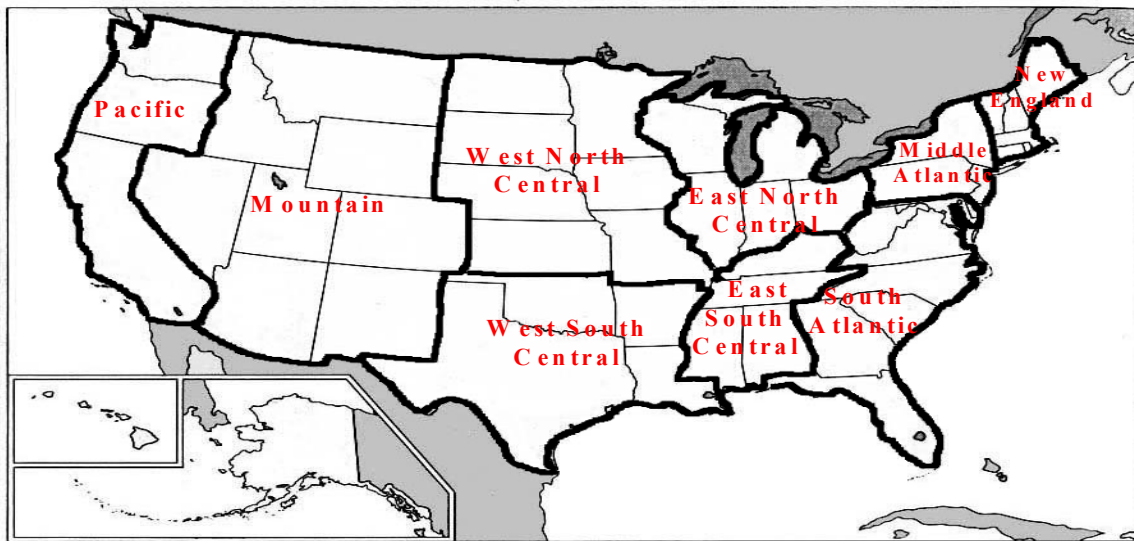 Pacific
Mountain
West North
Central
West South
Central
East North
Central
East
South
Central
South
Atlantic
Middle
Atlantic
New
England